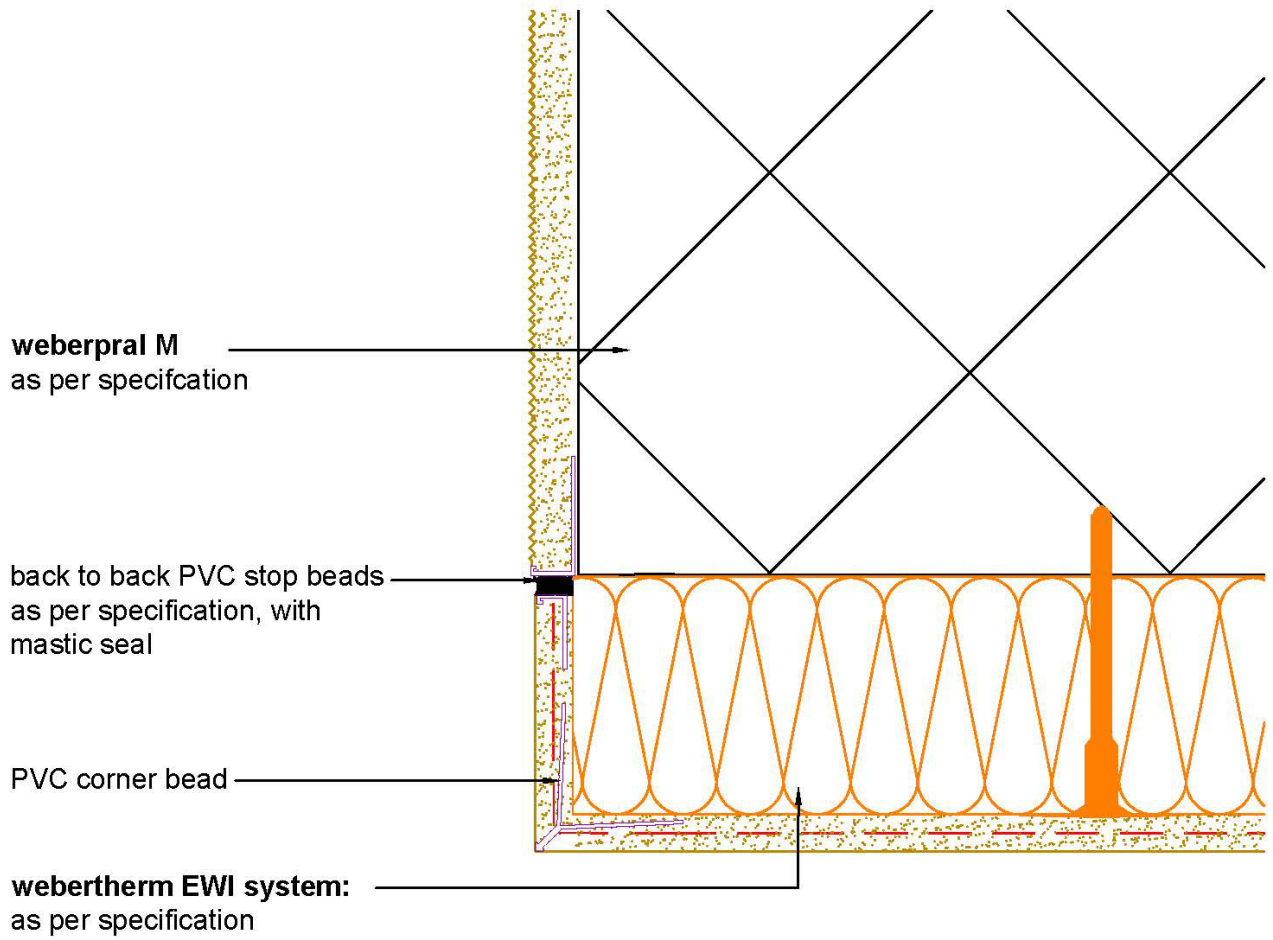 weberpral M
as per specifcation
back to back PVC stop beads
as per specification, with
mastic seal
PVC corner bead
webertherm EWI system:
as per specification